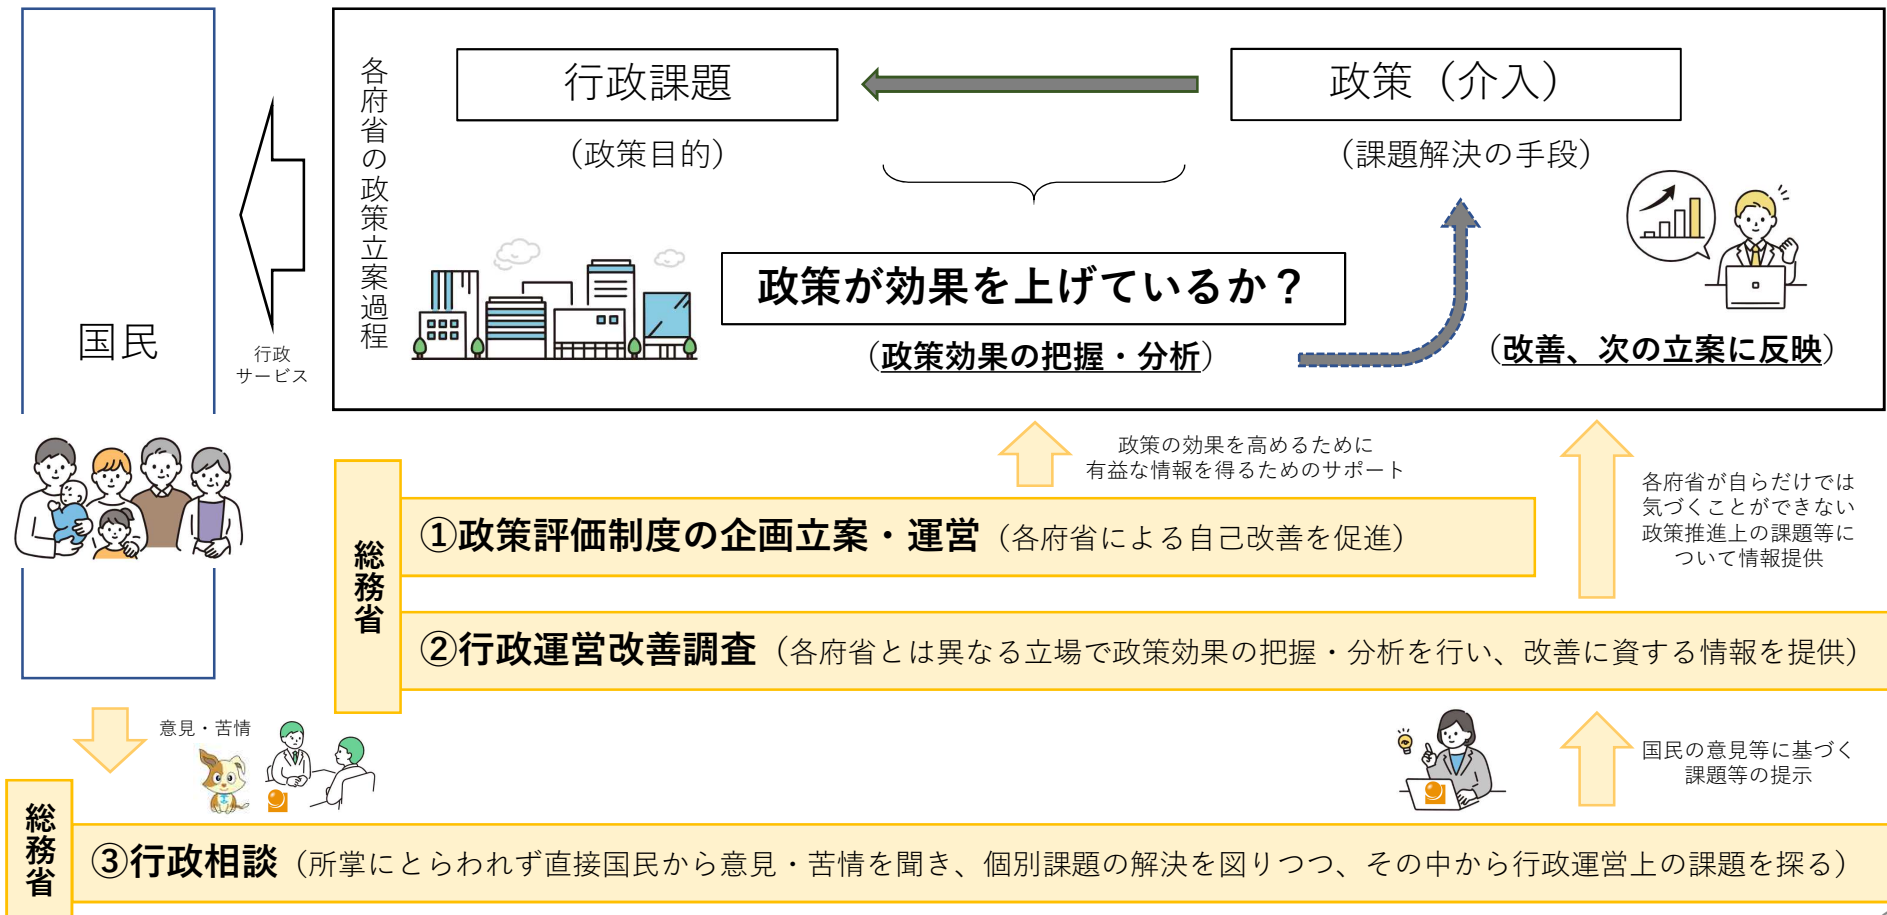 国民
行政
サービス
各府省の政策立案過程
行政課題
（政策目的）
政策（介入）
（課題解決の手段）
政策が効果を上げているか？
（政策効果の把握・分析）
（改善、次の立案に反映）
政策の効果を高めるために
有益な情報を得るためのサポート
各府省が自らだけでは
気づくことができない
政策推進上の課題等に
ついて情報提供
総務省
①政策評価制度の企画立案・運営（各府省による自己改善を促進）
②行政運営改善調査（各府省とは異なる立場で政策効果の把握・分析を行い、改善に資する情報を提供）
意見・苦情
国民の意見等に基づく
課題等の提示
総務省
③行政相談（所掌にとらわれず直接国民から意見・苦情を聞き、個別課題の解決を図りつつ、その中から行政運営上の課題を探る）